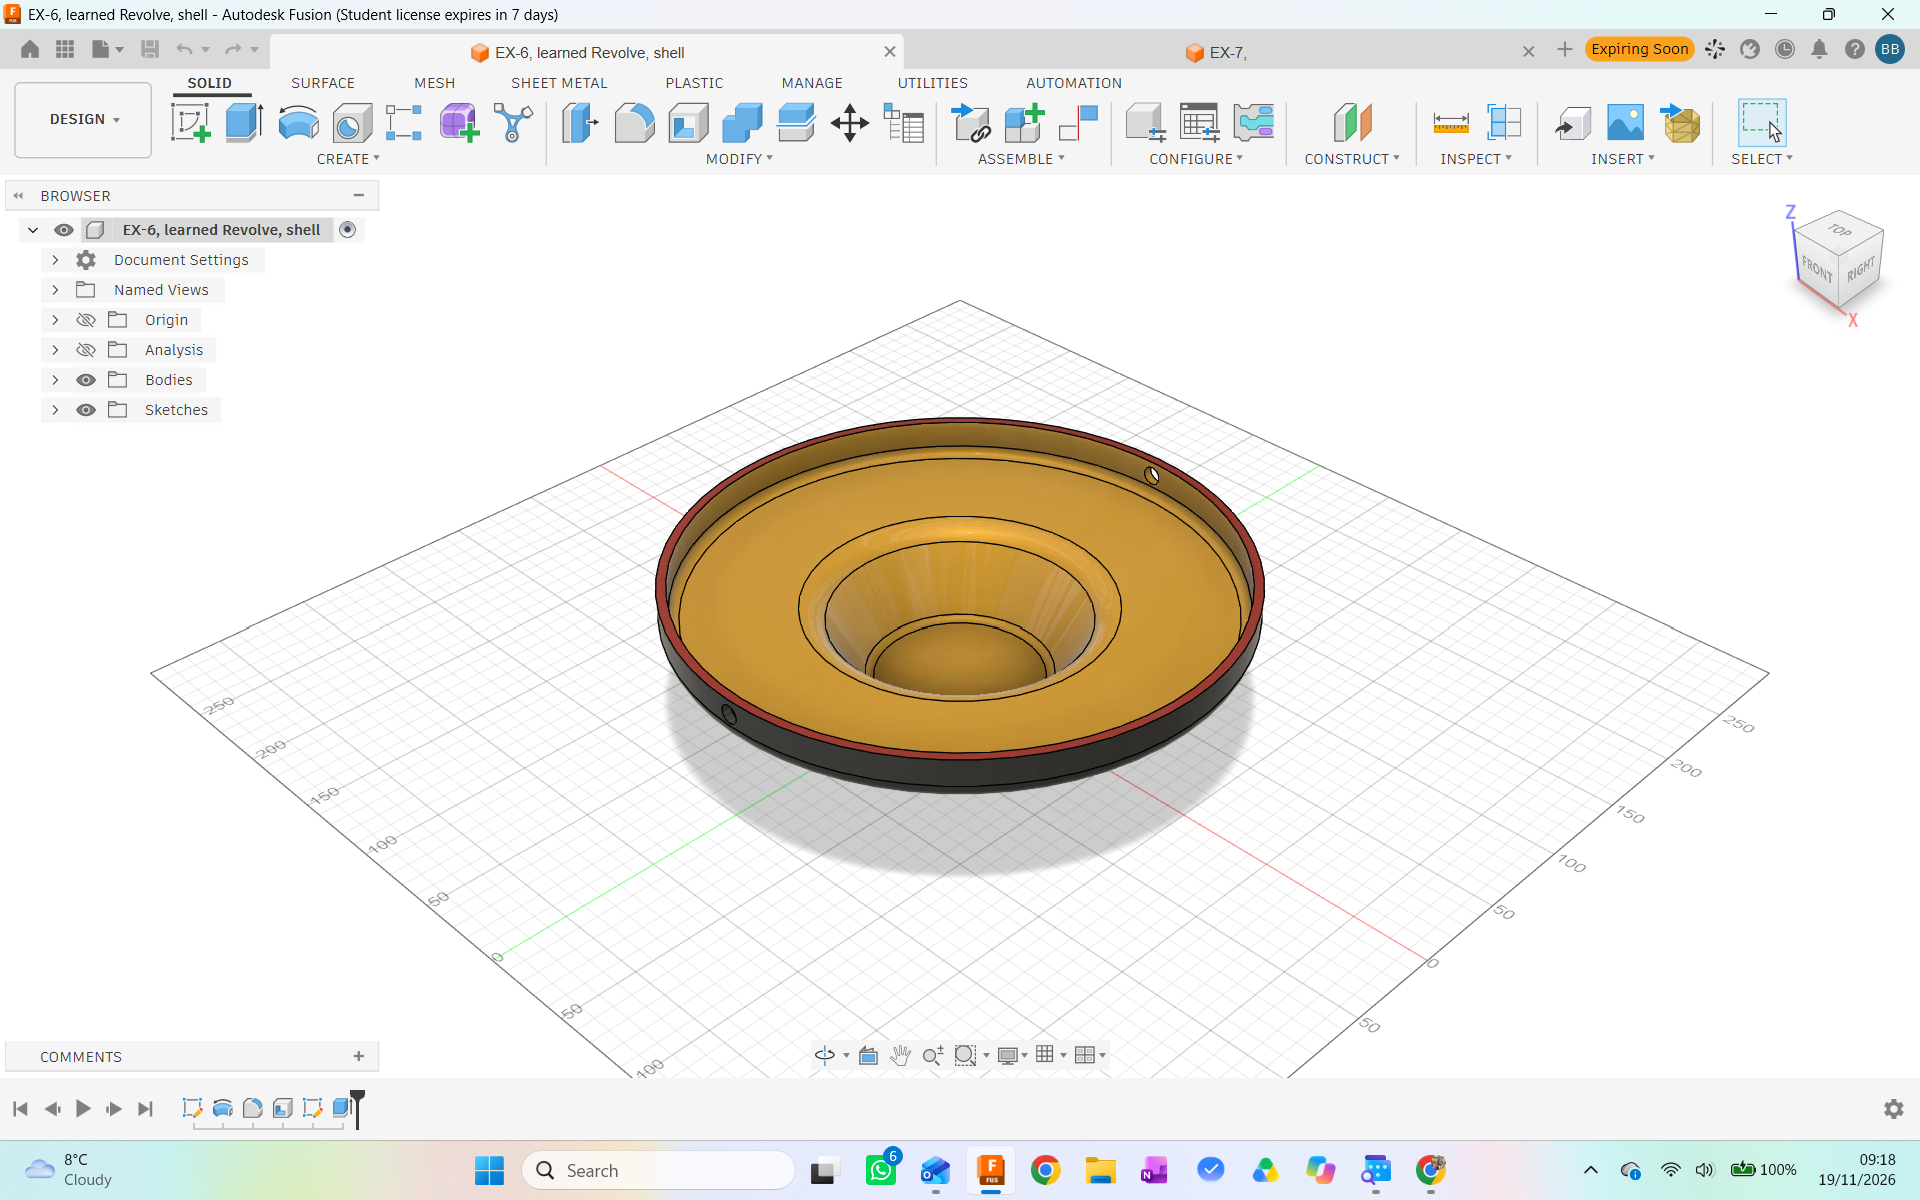 EX-6, learned Revolve, shell - Autodesk Fusion (Student license expires in 7 days)
EX-6, learned Revolve, shell
EX-7,
Expiring Soon
BB
SOLID
SURFACE
MESH
SHEET METAL
PLASTIC
MANAGE
UTILITIES
AUTOMATION
DESIGN
CREATE
MODIFY
ASSEMBLE
CONFIGURE
CONSTRUCT
INSPECT
INSERT
SELECT
BROWSER
EX-6, learned Revolve, shell
Document Settings
Named Views
Origin
Analysis
Bodies
Sketches
Z
TOP
FRONT
RIGHT
X
250
200
150
100
50
0
50
100
250
200
150
100
50
0
50
COMMENTS
8°C
Cloudy
Search
6
F
FUS
100%
09:18
19/11/2026